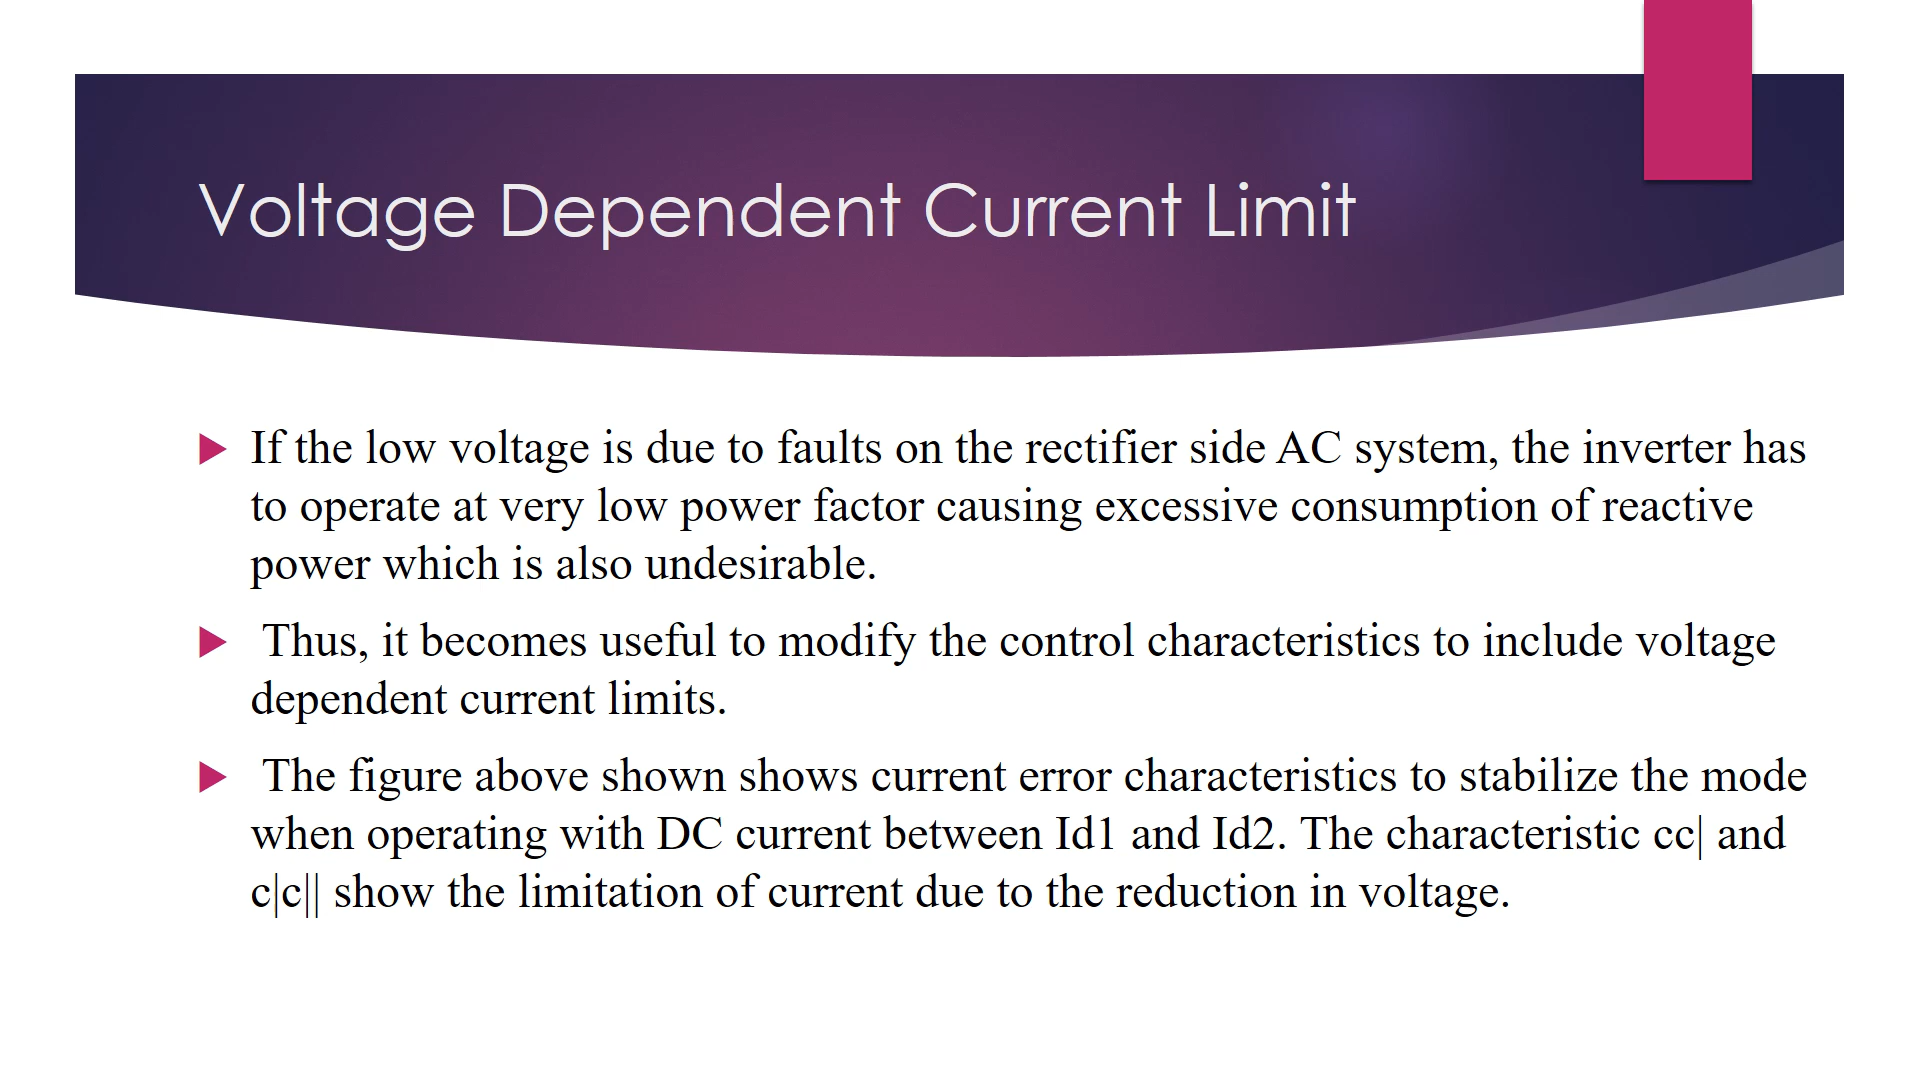 Voltage Dependent Current Limit
If the low voltage is due to faults on the rectifier side AC system, the inverter has
to operate at very low power factor causing excessive consumption of reactive
power which is also undesirable.
Thus, it becomes useful to modify the control characteristics to include voltage
dependent current limits.
The figure above shown shows current error characteristics to stabilize the mode
when operating with DC current between Id1 and Id2. The characteristic cc| and
c|c|| show the limitation of current due to the reduction in voltage.